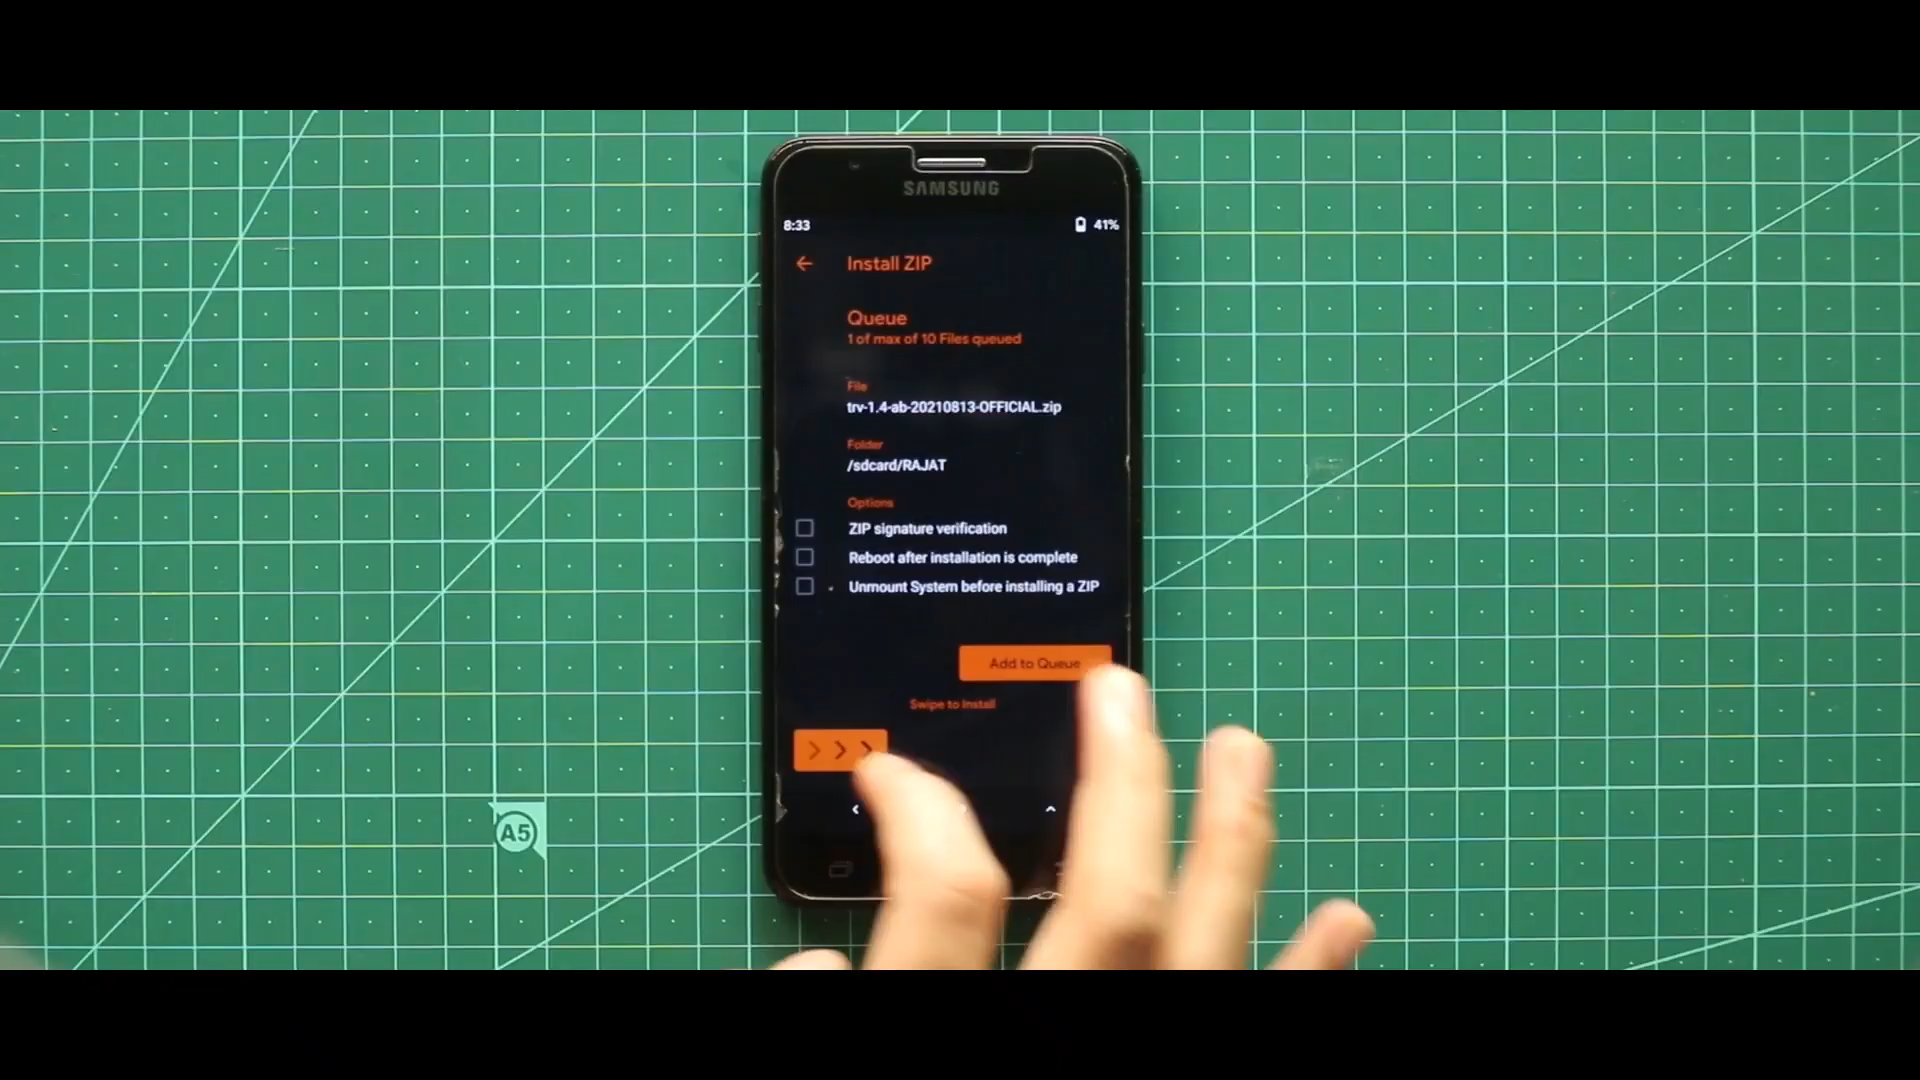 SAMSUNG
8:33
41%
Install ZIP
Queue
1 of max of 10 Files queued
File
trv-1.4-ab-20210813-OFFICIAL.zip
Folder
/sdcard/RAJAT
Options
ZIP signature verification
Reboot after installation is complete
Unmount System before installing a ZIP
Add to Queue
Swipe to Install
A5